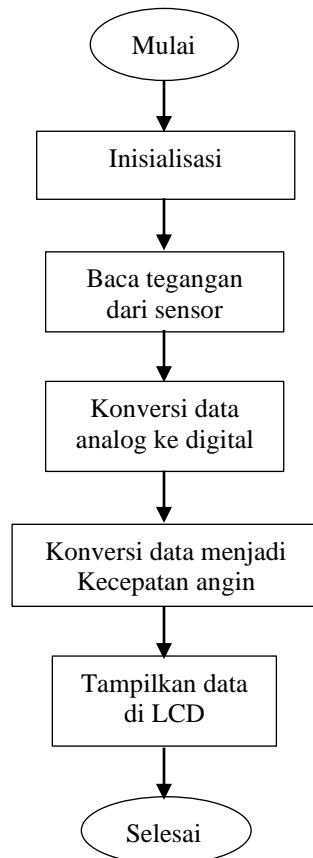 Mulai
Inisialisasi
Baca tegangan
dari sensor
Konversi data
analog ke digital
Konversi data menjadi
Kecepatan angin
Tampilkan data
di LCD
Selesai